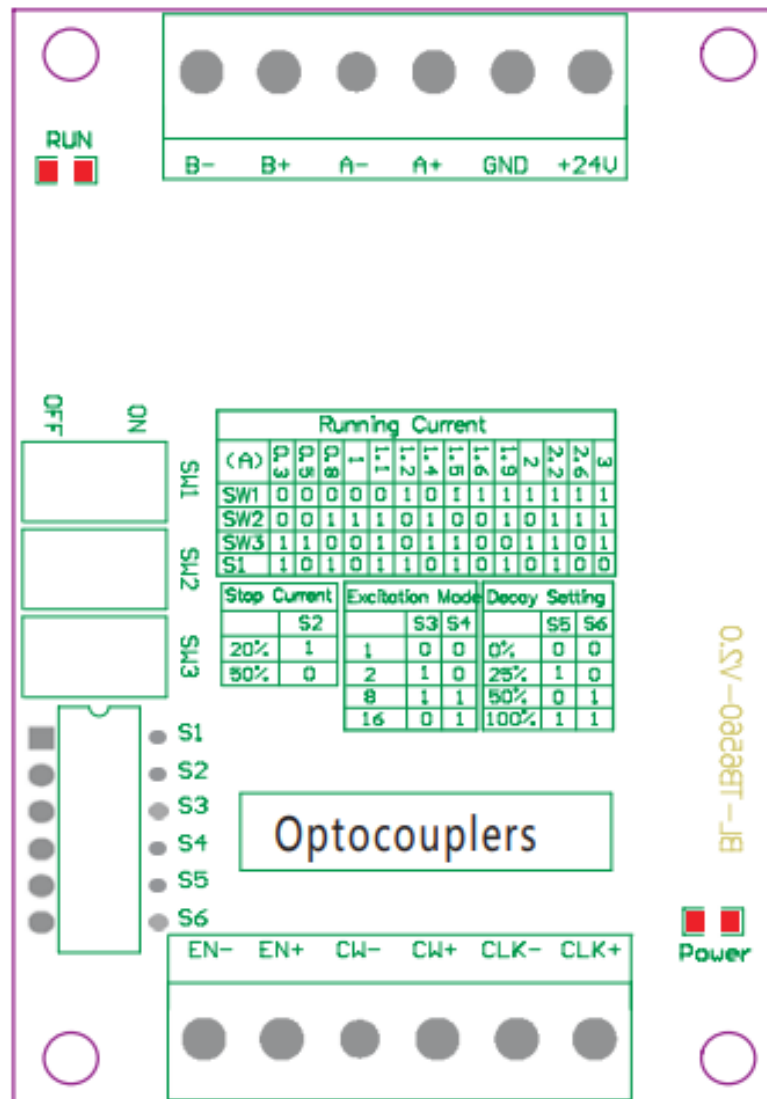 RUN
B- B+ A- A+ GND +24V
OFF ON
SW1
SW2
SW3
Running Current
(A) 0.3 0.5 0.8 1 1.1 1.2 1.4 1.5 1.6 1.9 2 2.2 2.6 3
SW1 0 0 0 0 0 1 0 1 1 1 1 1 1 1
SW2 0 0 1 1 1 0 1 0 0 1 0 1 1 1
SW3 1 1 0 0 1 0 1 1 0 0 1 1 0 1
S1 1 0 1 0 1 1 0 1 0 1 0 1 0 0
Stop Current
S2
20% 1
50% 0
Excitation Mode
S3 S4
1 0 0
2 1 0
8 1 1
16 0 1
Decay Setting
S5 S6
0% 0 0
25% 1 0
50% 0 1
100% 1 1
S1
S2
S3
S4
S5
S6
Optocouplers
BL-TB6560-V2.0
Power
EN- EN+ CW- CW+ CLK- CLK+